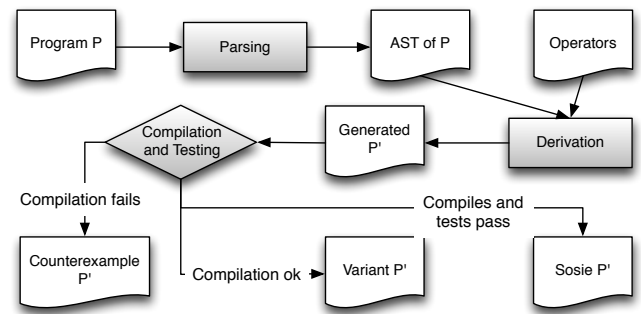 Program P
Parsing
AST of P
Operators
Compilation
and Testing
Generated
P'
Derivation
Compilation fails
Compiles and
tests pass
Counterexample
P'
Compilation ok
Variant P'
Sosie P'